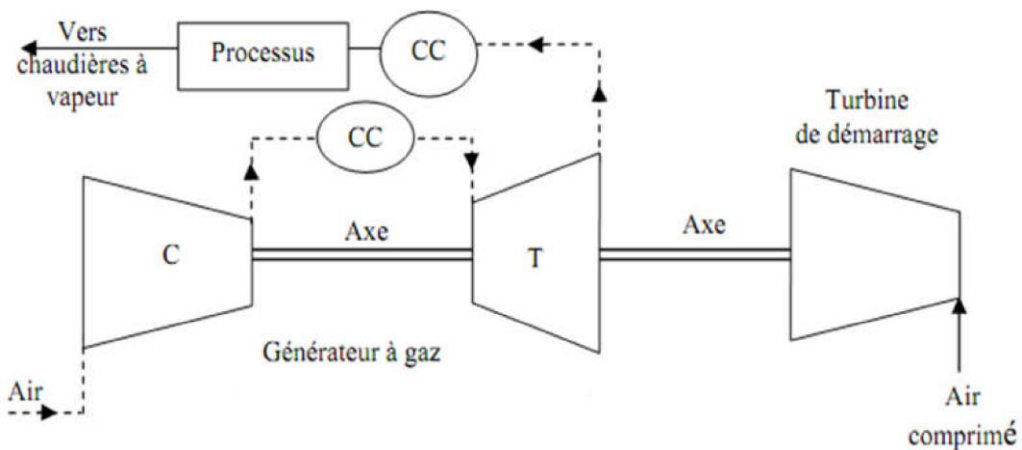 Vers
chaudières à
vapeur
Processus
CC
CC
Turbine
de démarrage
C
Axe
T
Axe
Générateur à gaz
Air
Air
comprimé